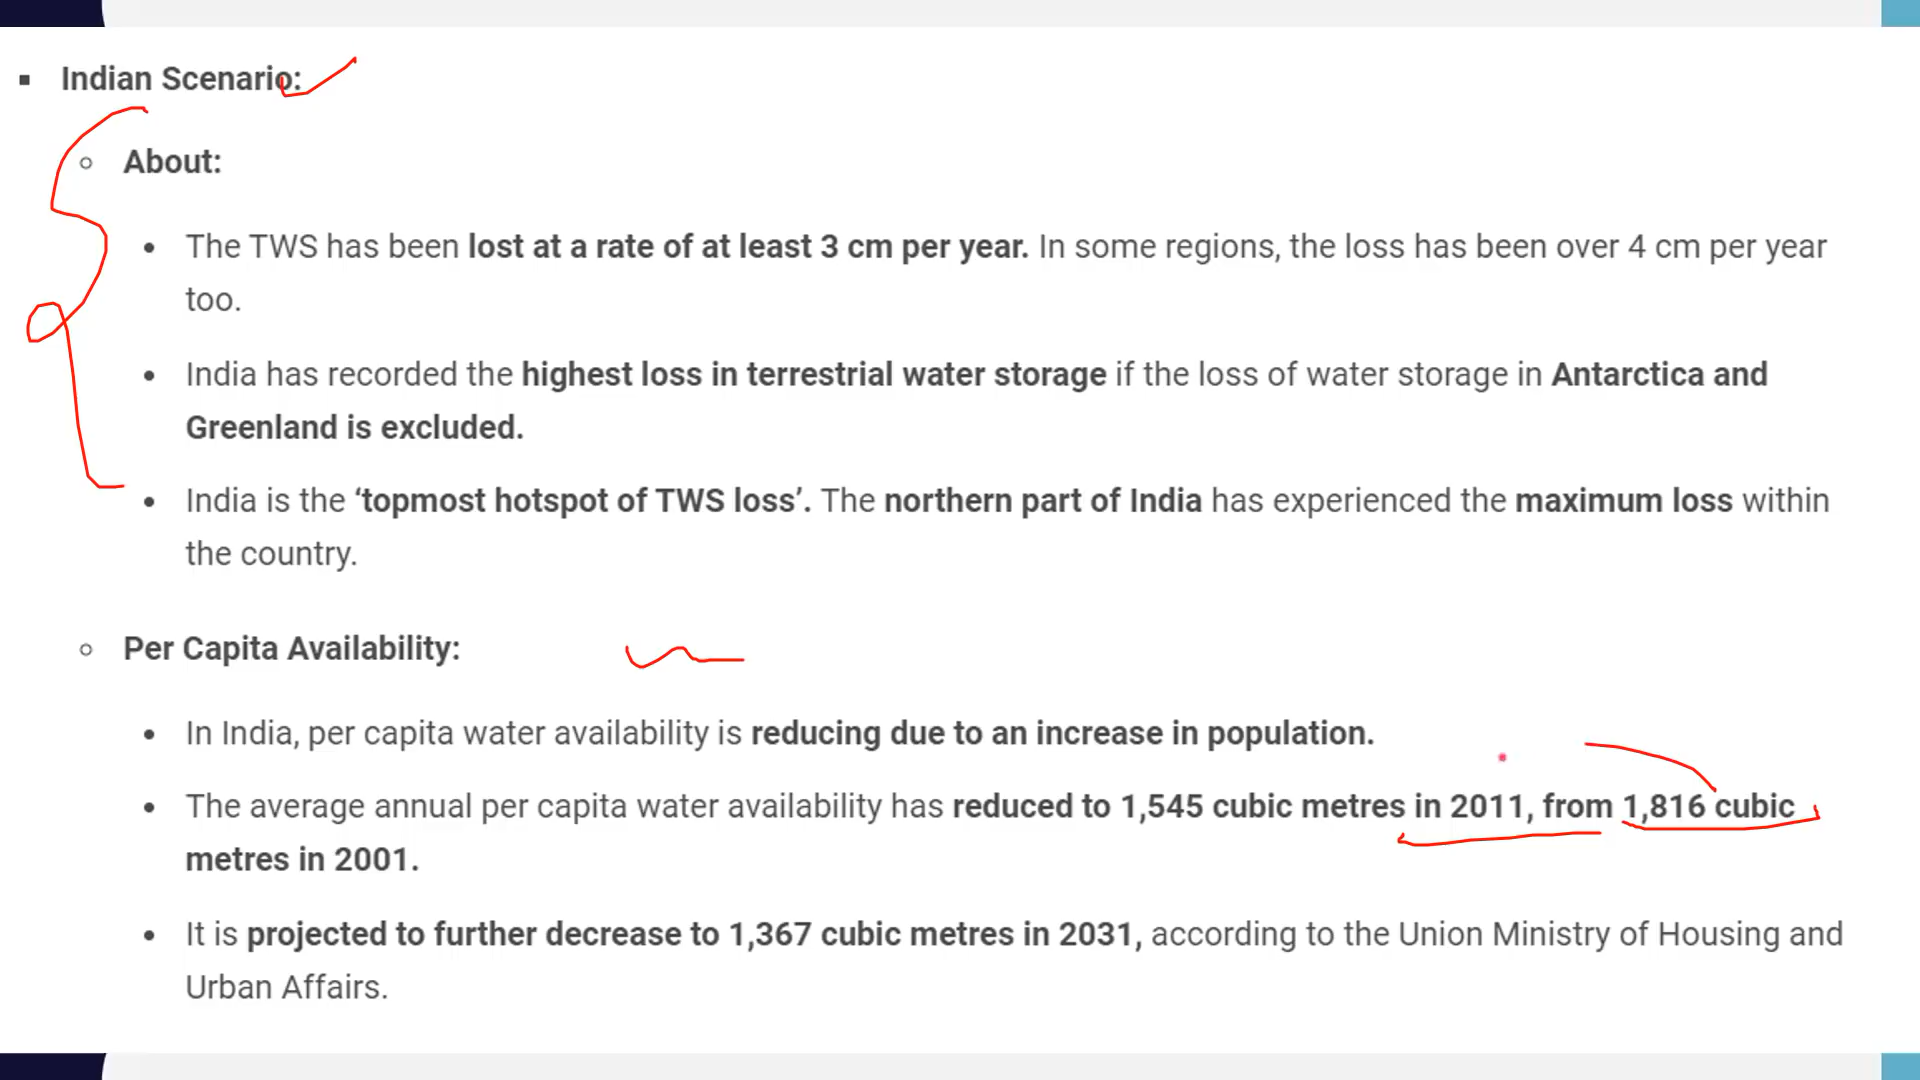 Indian Scenario:
About:
The TWS has been lost at a rate of at least 3 cm per year. In some regions, the loss has been over 4 cm per year
too.
India has recorded the highest loss in terrestrial water storage if the loss of water storage in Antarctica and
Greenland is excluded.
India is the ‘topmost hotspot of TWS loss’. The northern part of India has experienced the maximum loss within
the country.
Per Capita Availability:
In India, per capita water availability is reducing due to an increase in population.
The average annual per capita water availability has reduced to 1,545 cubic metres in 2011, from 1,816 cubic
metres in 2001.
It is projected to further decrease to 1,367 cubic metres in 2031, according to the Union Ministry of Housing and
Urban Affairs.